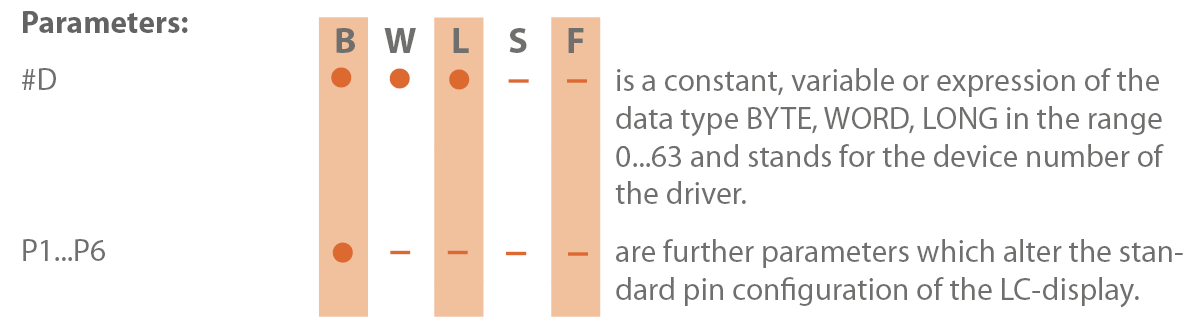 Parameters:
B W L S F
#D ● ● ● – – is a constant, variable or expression of the
data type BYTE, WORD, LONG in the range
0...63 and stands for the device number of
the driver.
P1...P6 ● – – – – are further parameters which alter the stan-
dard pin configuration of the LC-display.